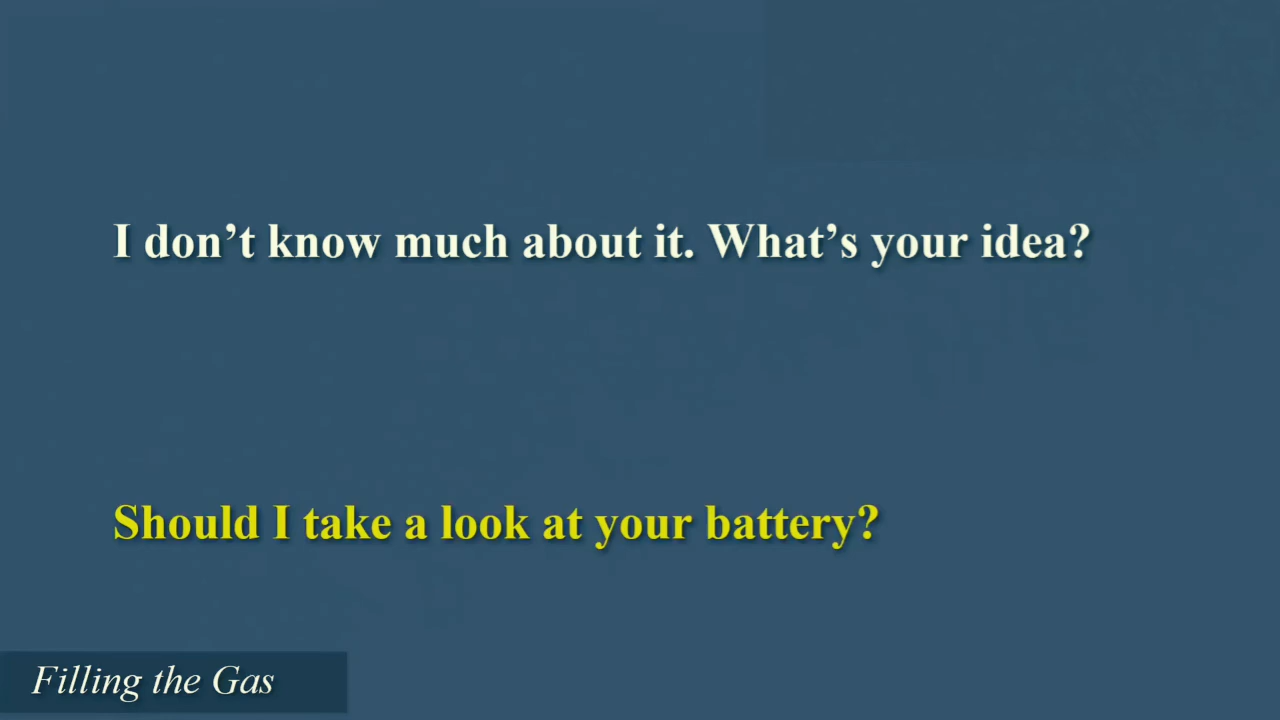 I don’t know much about it. What’s your idea?
Should I take a look at your battery?
Filling the Gas